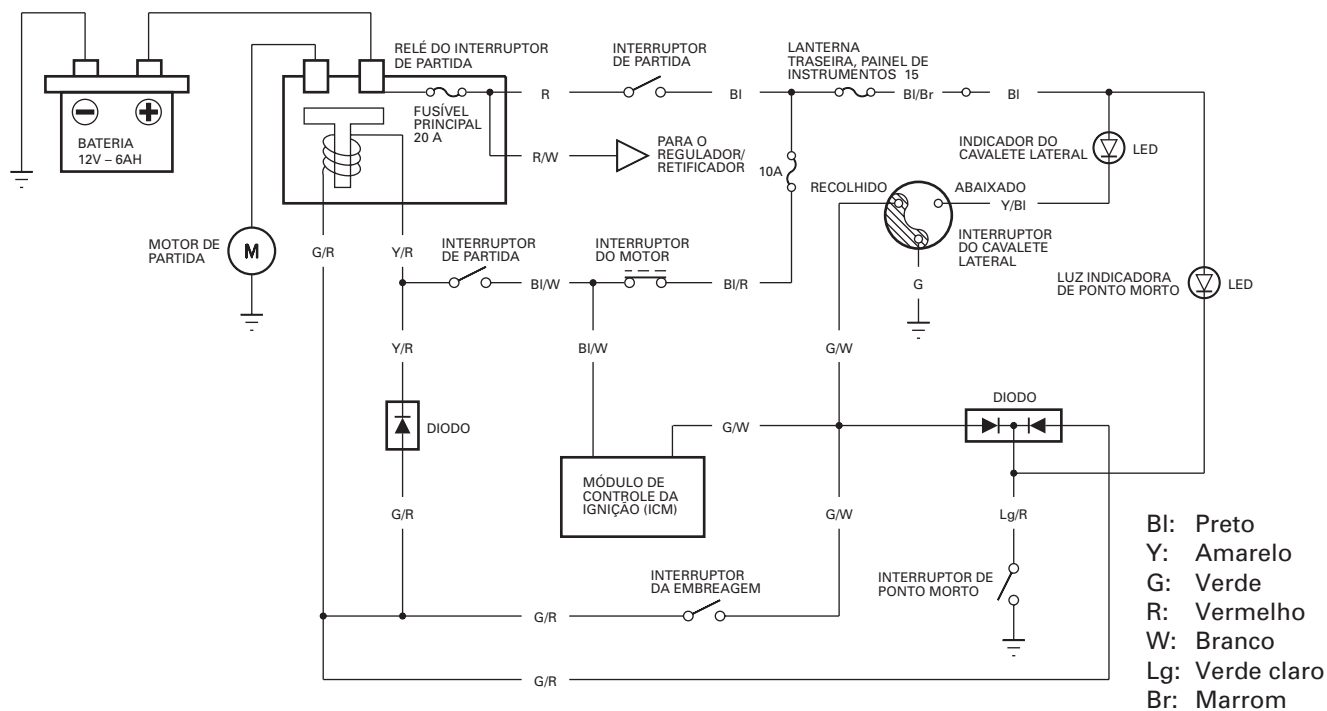 RELÉ DO INTERRUPTOR
DE PARTIDA
INTERRUPTOR
DE PARTIDA
LANTERNA
TRASEIRA, PAINEL DE
INSTRUMENTOS 15
R
Bl
Bl/Br
Bl
FUSÍVEL
PRINCIPAL
20 A
BATERIA
12V – 6AH
R/W
PARA O
REGULADOR/
RETIFICADOR
10A
INDICADOR DO
CAVALETE LATERAL
LED
RECOLHIDO
ABAIXADO
Y/Bl
INTERRUPTOR
DO CAVALETE
LATERAL
MOTOR DE
PARTIDA
M
G/R
Y/R
INTERRUPTOR
DE PARTIDA
INTERRUPTOR
DO MOTOR
Bl/W
Bl/R
G
LUZ INDICADORA
DE PONTO MORTO
LED
Y/R
Bl/W
G/W
DIODO
DIODO
G/W
MÓDULO DE
CONTROLE DA
IGNIÇÃO (ICM)
G/R
G/W
Lg/R
INTERRUPTOR
DA EMBREAGEM
INTERRUPTOR DE
PONTO MORTO
G/R
G/R
Bl: Preto
Y: Amarelo
G: Verde
R: Vermelho
W: Branco
Lg: Verde claro
Br: Marrom